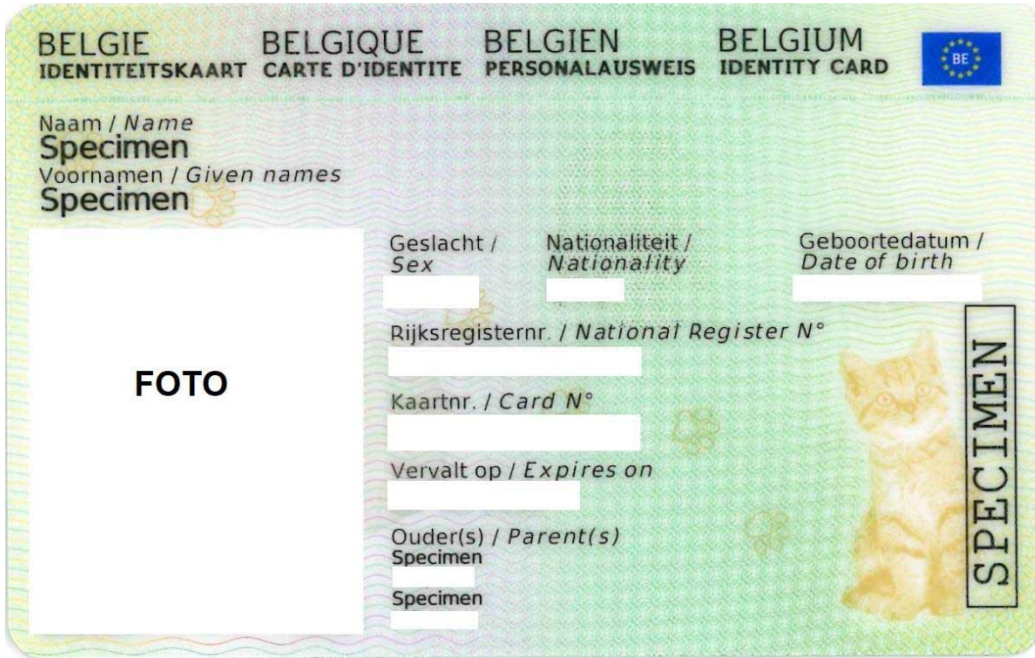 BELGIE BELGIQUE BELGIEN BELGIUM
IDENTITEITSKAART CARTE D'IDENTITE PERSONALAUSWEIS IDENTITY CARD
BE
Naam / Name
Specimen
Voornamen / Given names
Specimen
FOTO
Geslacht /
Sex
Nationaliteit /
Nationality
Geboortedatum /
Date of birth
Rijksregisternr. / National Register N°
Kaartnr. / Card N°
Vervalt op / Expires on
Ouder(s) / Parent(s)
Specimen
Specimen
SPECIMEN